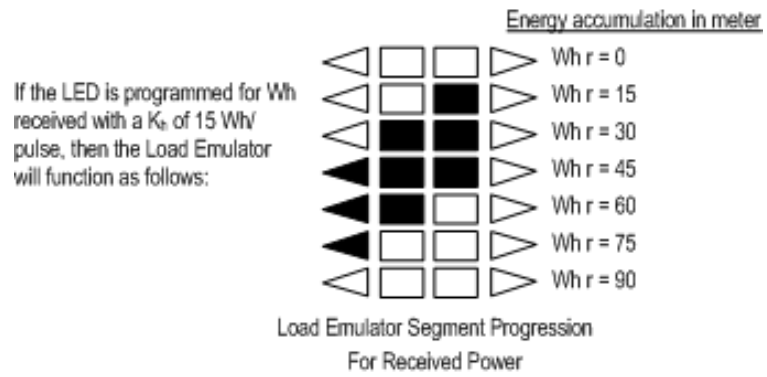 Energy accumulation in meter
Wh r = 0
If the LED is programmed for Wh
received with a Kh of 15 Wh/
pulse, then the Load Emulator
will function as follows:
Wh r = 15
Wh r = 30
Wh r = 45
Wh r = 60
Wh r = 75
Wh r = 90
Load Emulator Segment Progression
For Received Power